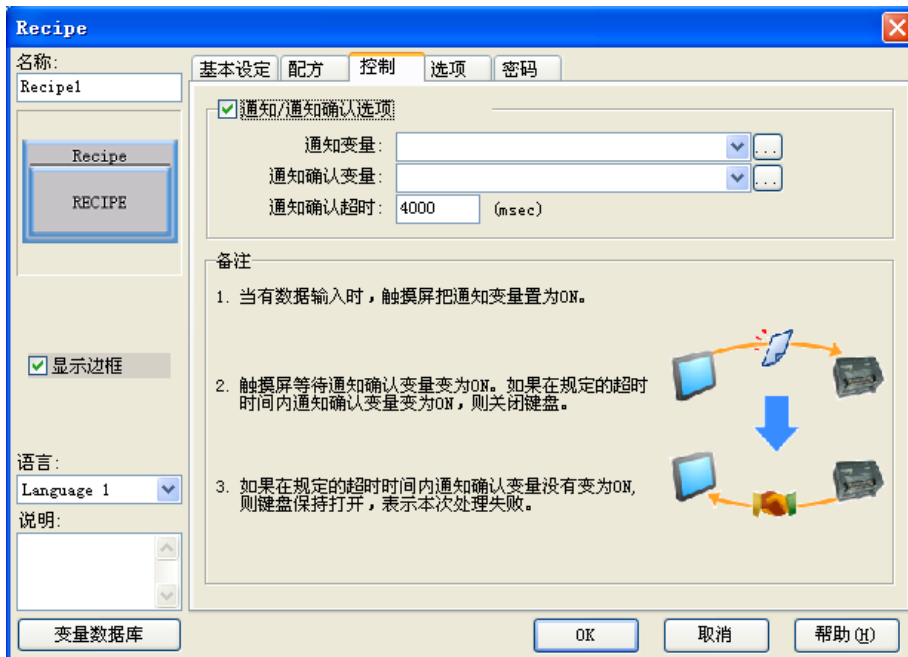 Recipe
名称:
Recipe1
Recipe
RECIPE
显示边框
语言:
Language 1
说明:
变量数据库
基本设定 配方 控制 选项 密码
通知/通知确认选项
通知变量: ...
通知确认变量: ...
通知确认超时: 4000 (msec)
备注
1. 当有数据输入时，触摸屏把通知变量置为ON。
2. 触摸屏等待通知确认变量变为ON。如果在规定的超时
时间内通知确认变量变为ON，则关闭键盘。
3. 如果在规定的超时时间内通知确认变量没有变为ON,
则键盘保持打开，表示本次处理失败。
OK 取消 帮助(H)